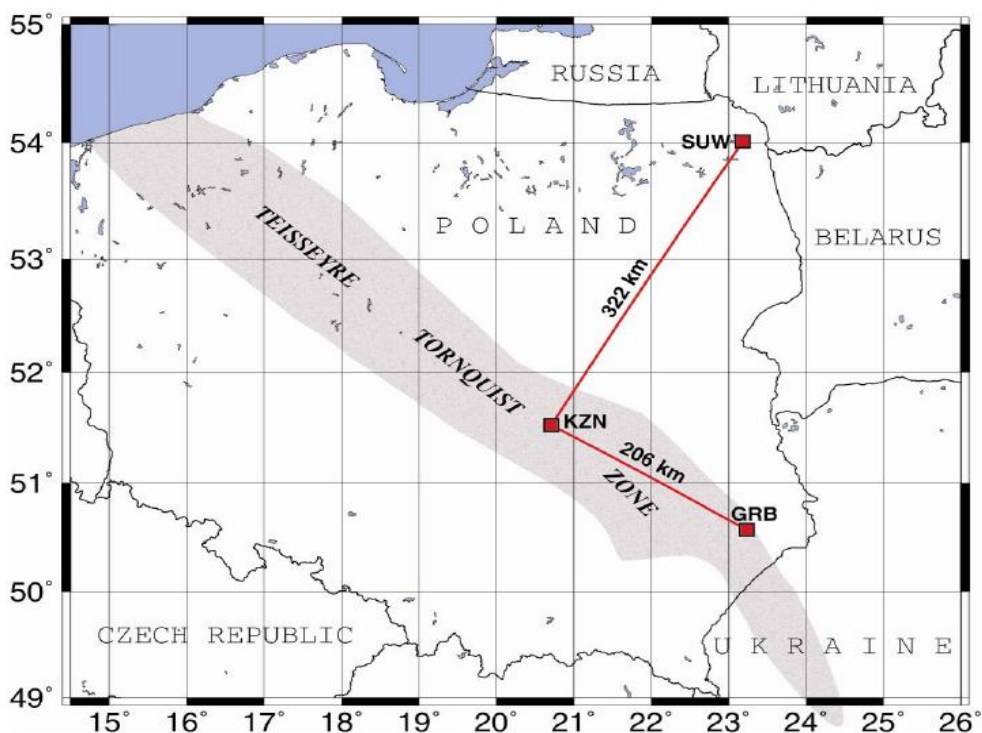 55°
RUSSIA
LITHUANIA
54°
SUW
TEISSEYRE
POLAND
BELARUS
53°
322 km
52°
TORNQUIST
KZN
206 km
51°
ZONE
GRB
50°
CZECH REPUBLIC
UKRAINE
49°
15 16 17 18 19 20 21 22 23 24 25 26°